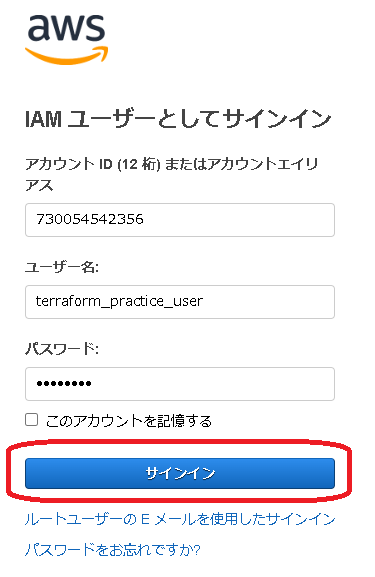 aws
IAM ユーザーとしてサインイン
アカウント ID (12 桁) またはアカウントエイリ
アス
730054542356
ユーザー名:
terraform_practice_user
パスワード:
••••••••
このアカウントを記憶する
サインイン
ルートユーザーの E メールを使用したサインイン
パスワードをお忘れですか?